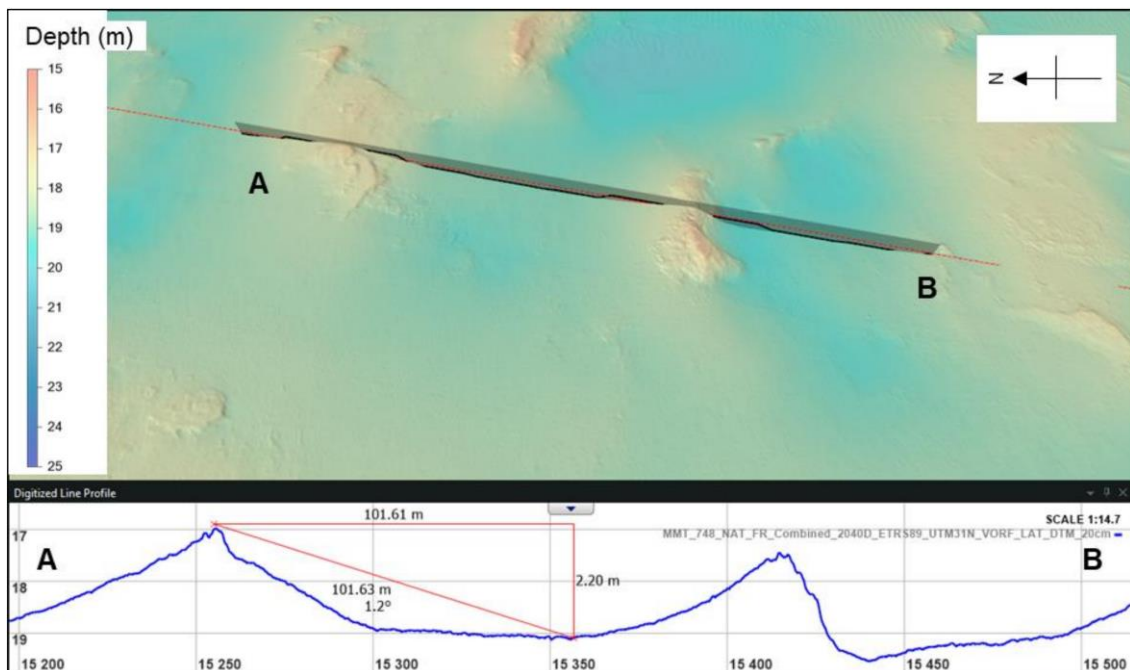 Depth (m)
15
16
17
18
19
20
21
22
23
24
25
N
A
B
Digitized Line Profile
101.61 m
SCALE 1:14.7
MMT_748_NAT_FR_Combined_2040D_ETRS89_UTM31N_VORF_LAT_DTM_20cm
17
A
B
18
101.63 m
1.2°
2.20 m
19
15 200
15 250
15 300
15 350
15 400
15 450
15 500